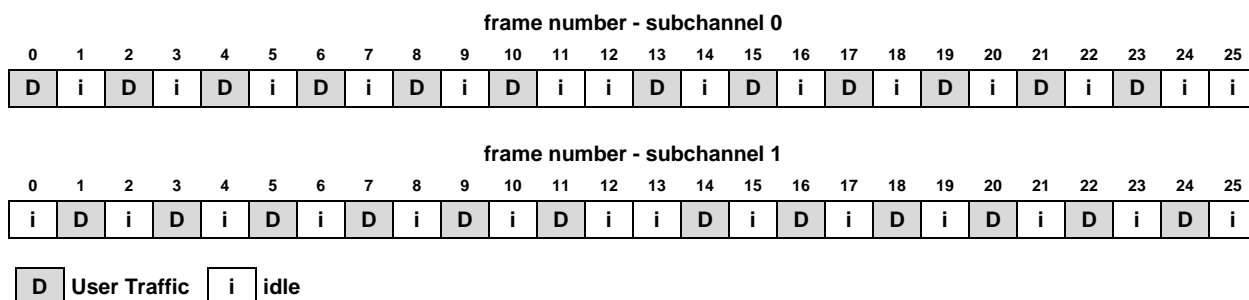 frame number - subchannel 0
0 1 2 3 4 5 6 7 8 9 10 11 12 13 14 15 16 17 18 19 20 21 22 23 24 25
D i D i D i D i D i D i i D i D i D i D i D i D i i
frame number - subchannel 1
0 1 2 3 4 5 6 7 8 9 10 11 12 13 14 15 16 17 18 19 20 21 22 23 24 25
i D i D i D i D i D i D i i D i D i D i D i D i D i
D User Traffic i idle